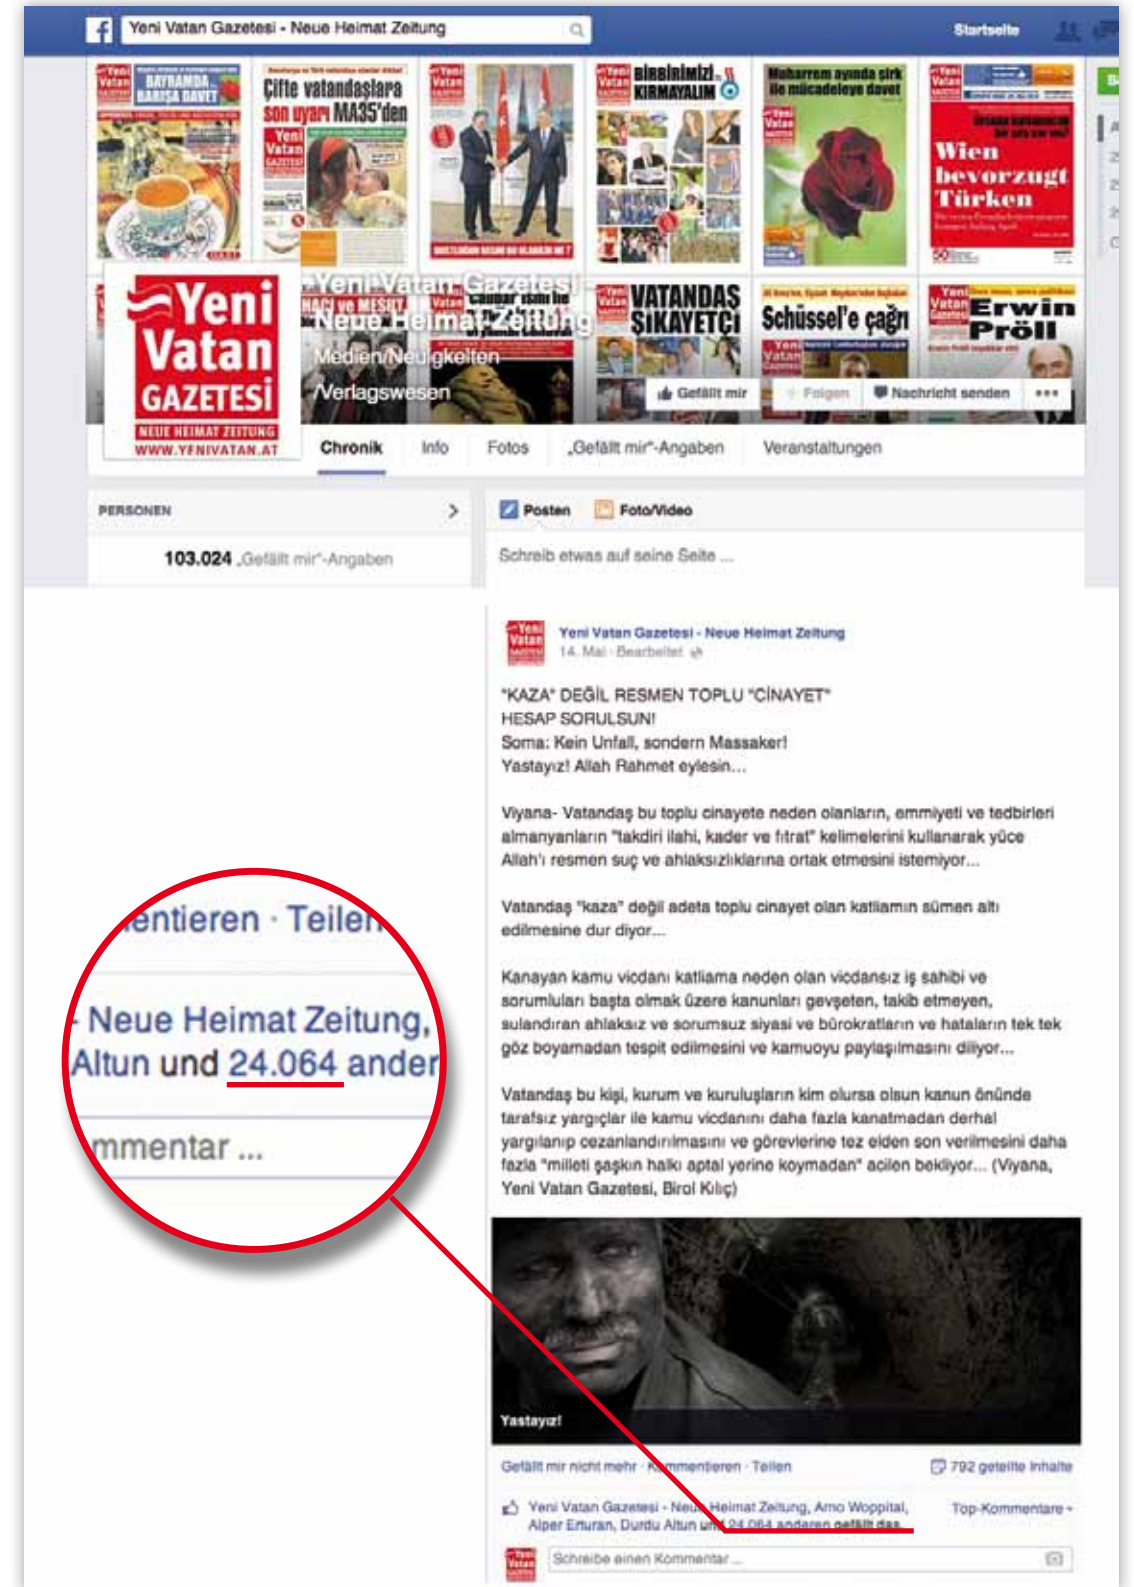 Yeni Vatan Gazetesi - Neue Heimat Zeitung
Startseite
BAYRAMDA
BARIŞA DAVET
Çifte vatandaşlara
son uyarı MA35'den
Yeni
Vatan
GAZETESİ
BİRBİRİMİZİ
KIRMAYALIM
Muharrem ayında şirk
ile mücadeleye davet
Wien
bevorzugt
Türken
VATANDAŞ
ŞİKAYETÇİ
Schüssel'e çağrı
Erwin
Pröll
Yeni
Vatan
GAZETESİ
NEUE HEIMAT ZEITUNG
WWW.YENIVATAN.AT
Yeni Vatan Gazetesi -
Neue Heimat Zeitung
Medien/Neuigkeiten
/Verlagswesen
Gefällt mir
Folgen
Nachricht senden
Chronik Info Fotos „Gefällt mir“-Angaben Veranstaltungen
PERSONEN
103.024 „Gefällt mir“-Angaben
Posten Foto/Video
Schreib etwas auf seine Seite ...
Yeni Vatan Gazetesi - Neue Heimat Zeitung
14. Mai · Bearbeitet
"KAZA" DEĞİL RESMEN TOPLU "CİNAYET"
HESAP SORULSUN!
Soma: Kein Unfall, sondern Massaker!
Yastayız! Allah Rahmet eylesin...
Viyana- Vatandaş bu toplu cinayete neden olanların, emmiyeti ve tedbirleri
almanyanların "takdiri ilahi, kader ve fıtrat" kelimelerini kullanarak yüce
Allah'ı resmen suç ve ahlaksızlıklarına ortak etmesini istemiyor...
Vatandaş "kaza" değil adeta toplu cinayet olan katliamın sümen altı
edilmesine dur diyor...
Kanayan kamu vicdanı katliama neden olan vicdansız iş sahibi ve
sorumluları başta olmak üzere kanunları gevşeten, takib etmeyen,
sulandıran ahlaksız ve sorumsuz siyasi ve bürokratların ve hataların tek tek
göz boyamadan tespit edilmesini ve kamuoyu paylaşılmasını diliyor...
Vatandaş bu kişi, kurum ve kuruluşların kim olursa olsun kanun önünde
tarafsız yargıçlar ile kamu vicdanını daha fazla kanatmadan derhal
yargılanıp cezanlandırılmasını ve görevlerine tez elden son verilmesini daha
fazla "milleti şaşkın halkı aptal yerine koymadan" acilen bekliyor... (Viyana,
Yeni Vatan Gazetesi, Birol Kılıç)
entieren · Teilen
- Neue Heimat Zeitung,
Altun und 24.064 ander
mmentar ...
Yastayız!
Gefällt mir nicht mehr · Kommentieren · Teilen
792 geteilte Inhalte
Yeni Vatan Gazetesi - Neue Heimat Zeitung, Arno Woppital,
Alper Erturan, Durdu Altun und 24.064 anderen gefällt das.
Top-Kommentare
Schreibe einen Kommentar ...